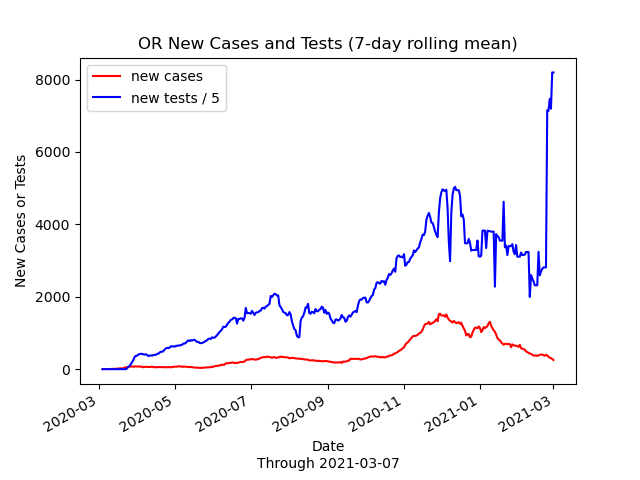 OR New Cases and Tests (7-day rolling mean)
new cases
new tests / 5
New Cases or Tests
8000
6000
4000
2000
0
2020-03
2020-05
2020-07
2020-09
2020-11
2021-01
2021-03
Date
Through 2021-03-07